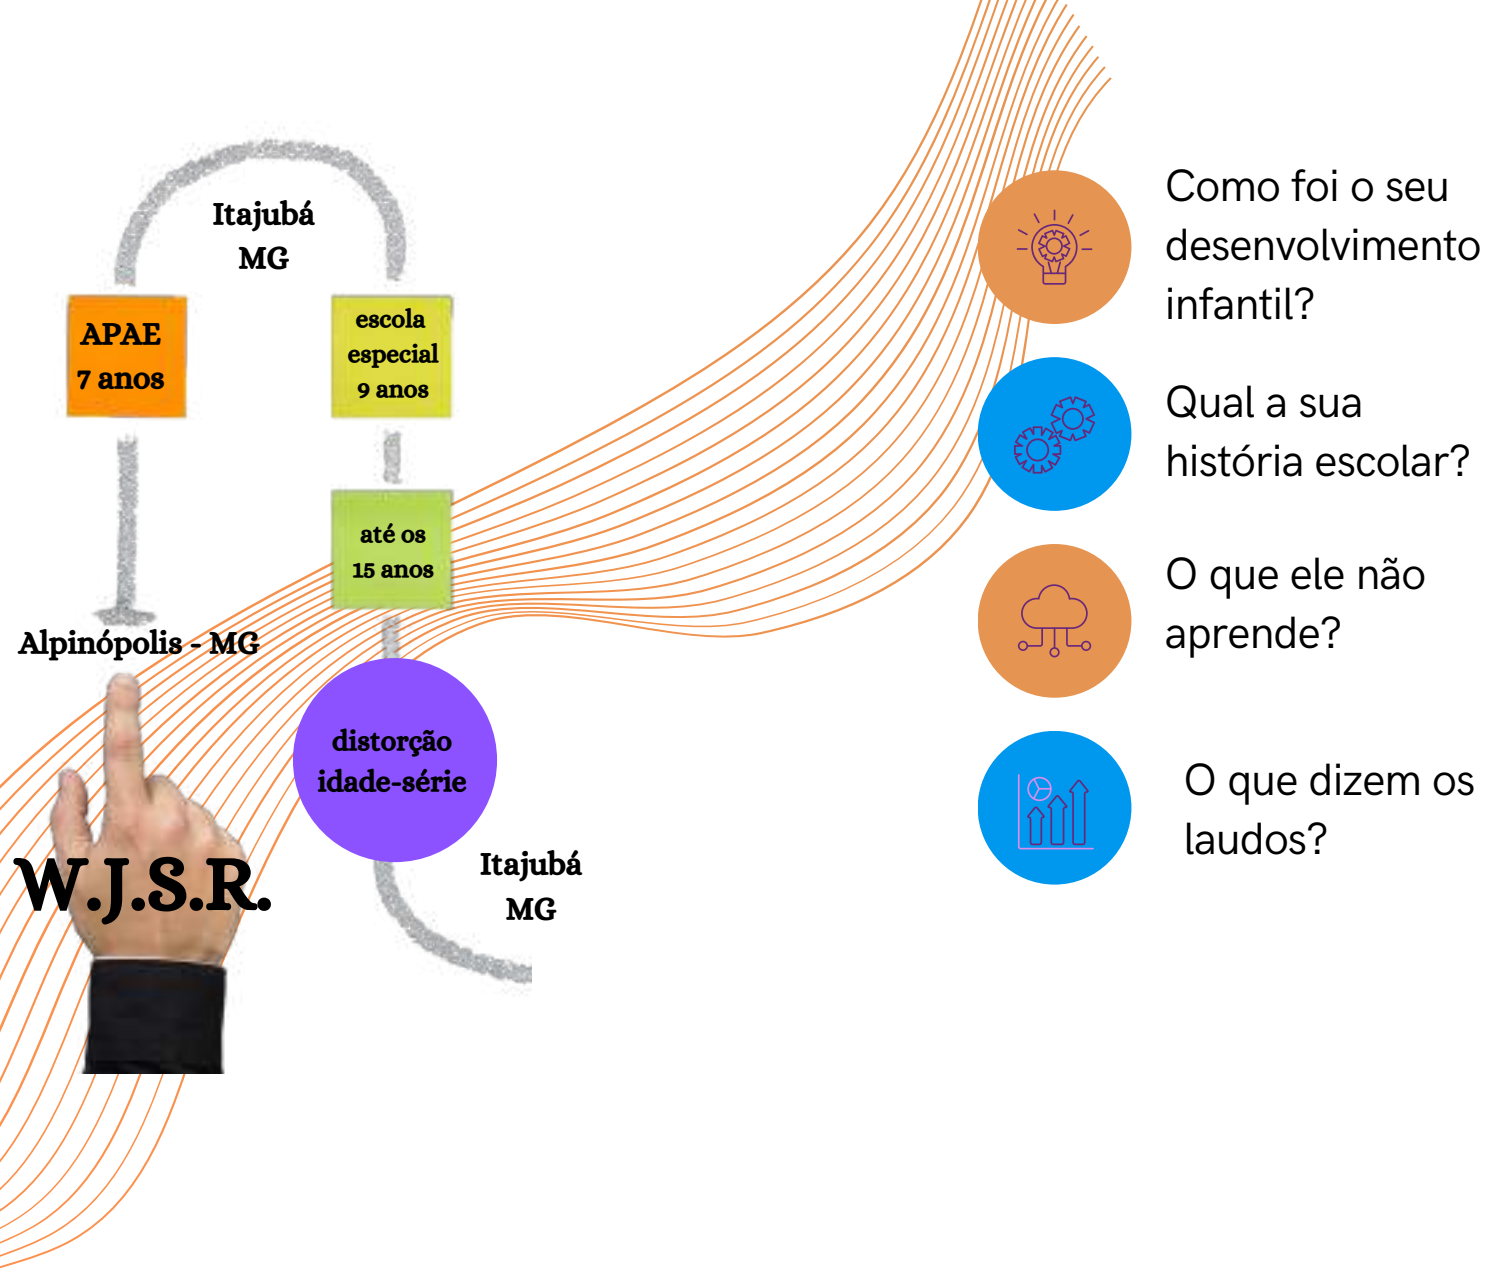 Itajubá
MG
APAE
7 anos
escola
especial
9 anos
até os
15 anos
Alpinópolis - MG
distorção
idade-série
W.J.S.R.
Itajubá
MG
Como foi o seu
desenvolvimento
infantil?
Qual a sua
história escolar?
O que ele não
aprende?
O que dizem os
laudos?